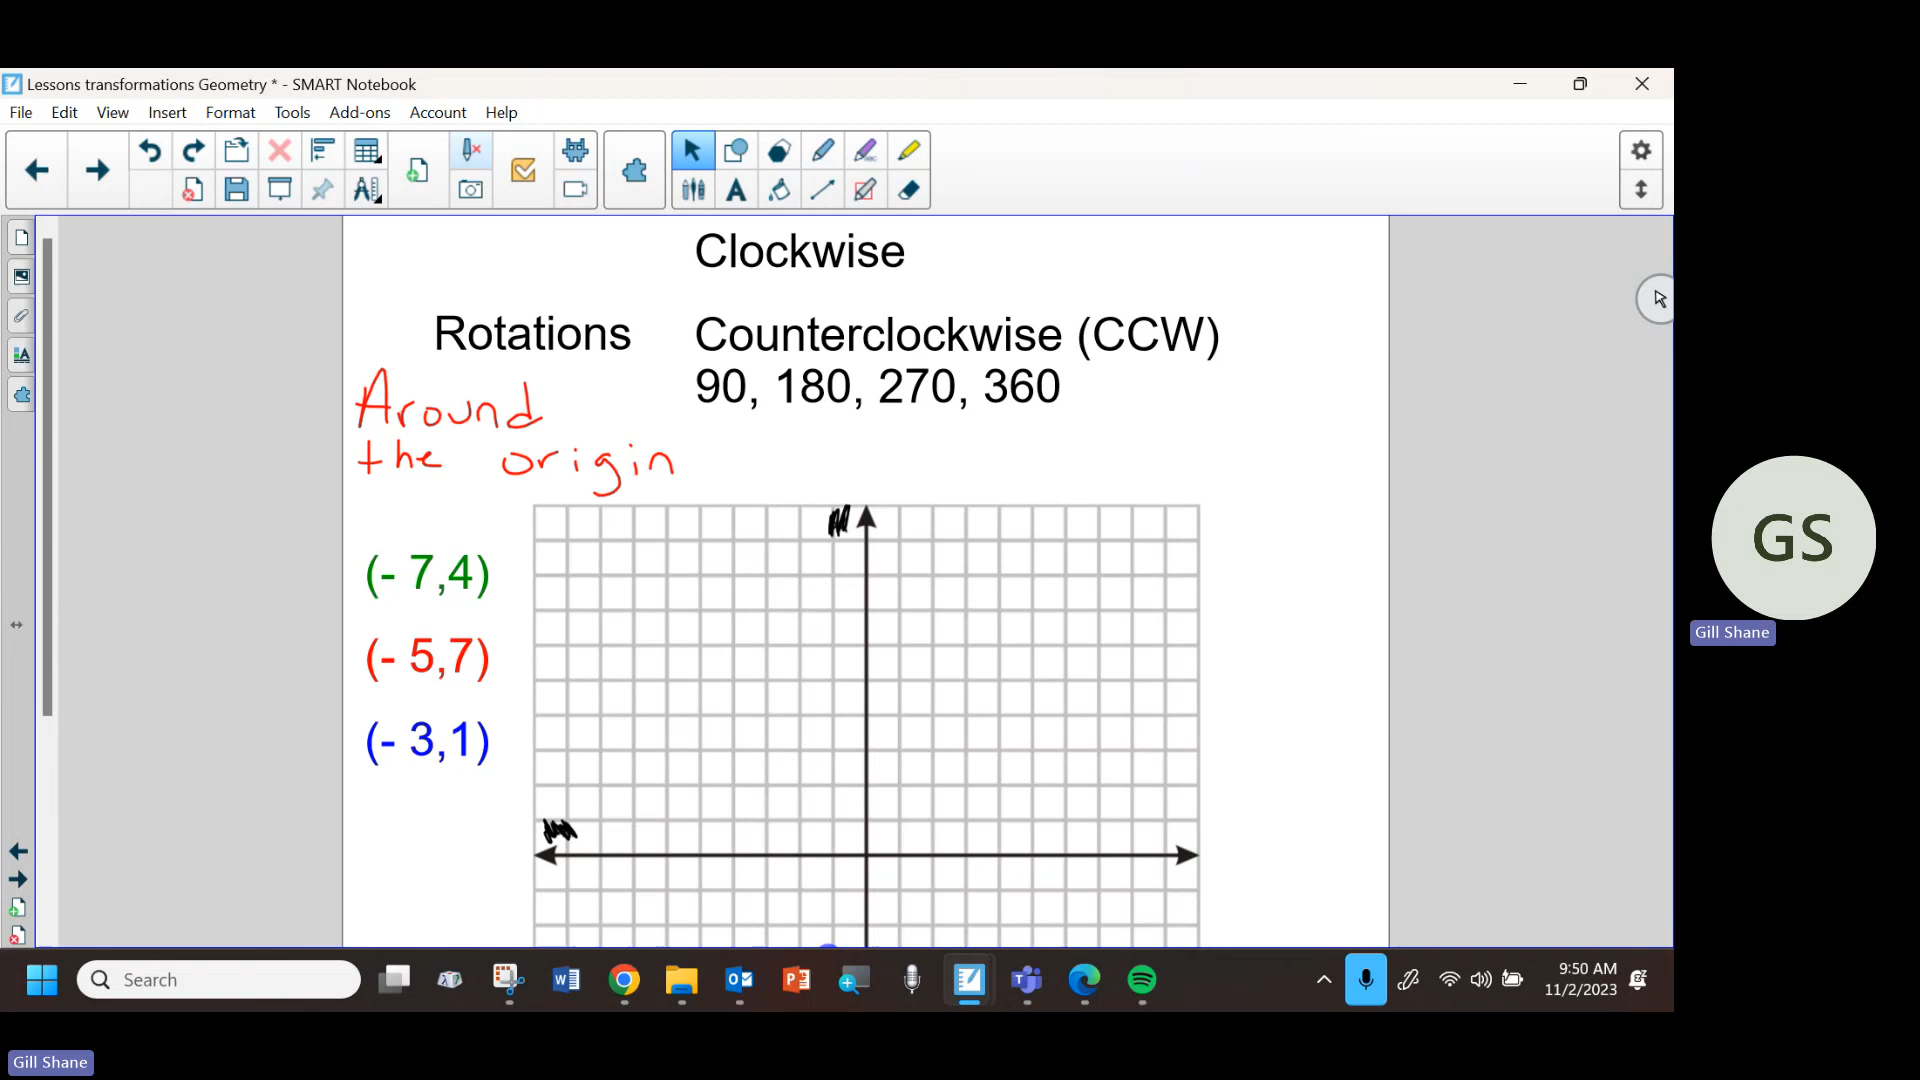 Lessons transformations Geometry * - SMART Notebook
File Edit View Insert Format Tools Add-ons Account Help
Clockwise
Rotations Counterclockwise (CCW)
90, 180, 270, 360
Around
the origin
(- 7,4)
(- 5,7)
(- 3,1)
GS
Gill Shane
Search
9:50 AM
11/2/2023
Gill Shane